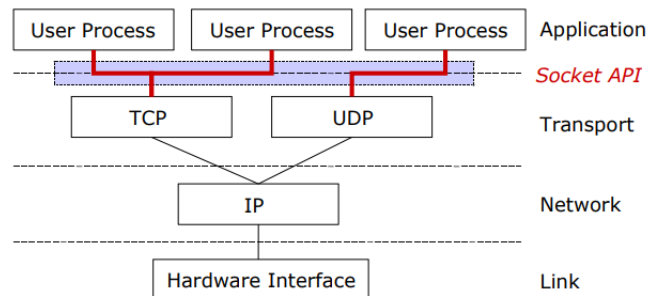 User Process User Process User Process Application
Socket API
TCP UDP Transport
IP Network
Hardware Interface Link